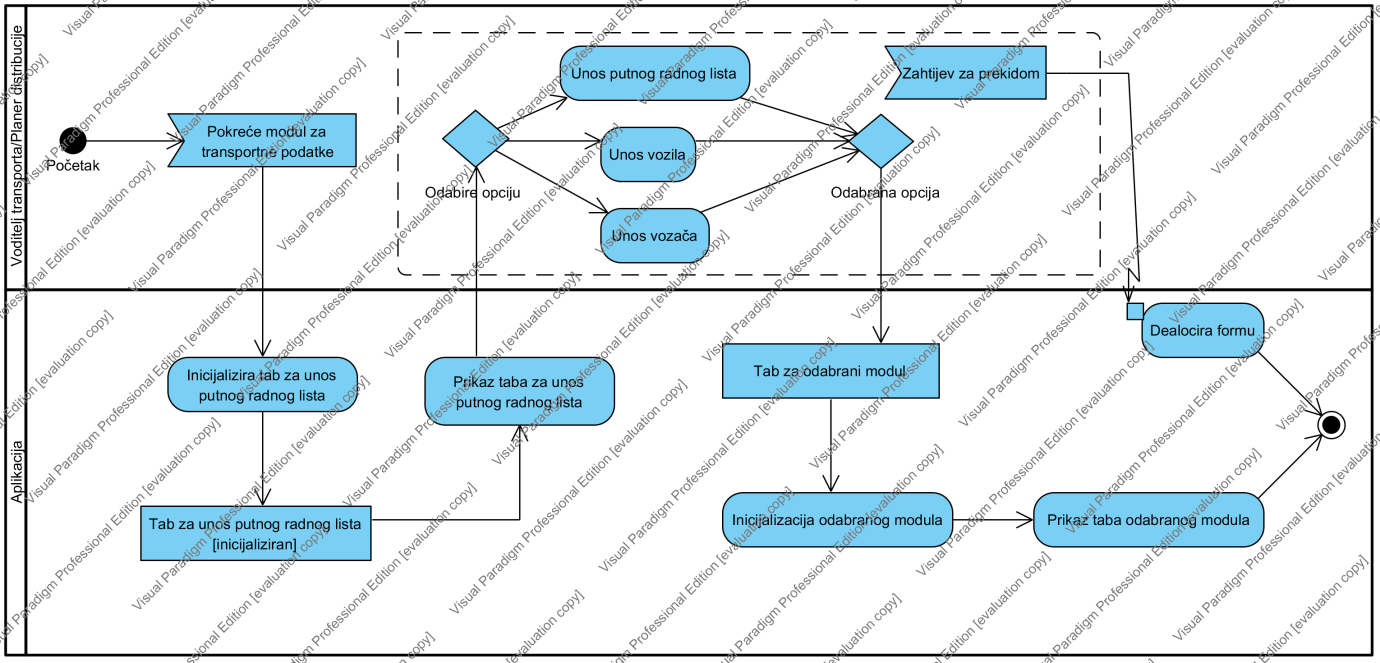 Voditelj transporta/Planer distribucije
Početak
Pokreće modul za
transportne podatke
Odabire opciju
Unos putnog radnog lista
Unos vozila
Unos vozača
Odabrana opcija
Zahtijev za prekidom
Aplikacija
Inicijalizira tab za unos
putnog radnog lista
Tab za unos putnog radnog lista
[inicijaliziran]
Prikaz taba za unos
putnog radnog lista
Tab za odabrani modul
Inicijalizacija odabranog modula
Prikaz taba odabranog modula
Dealocira formu
Visual Paradigm Professional Edition [evaluation copy]